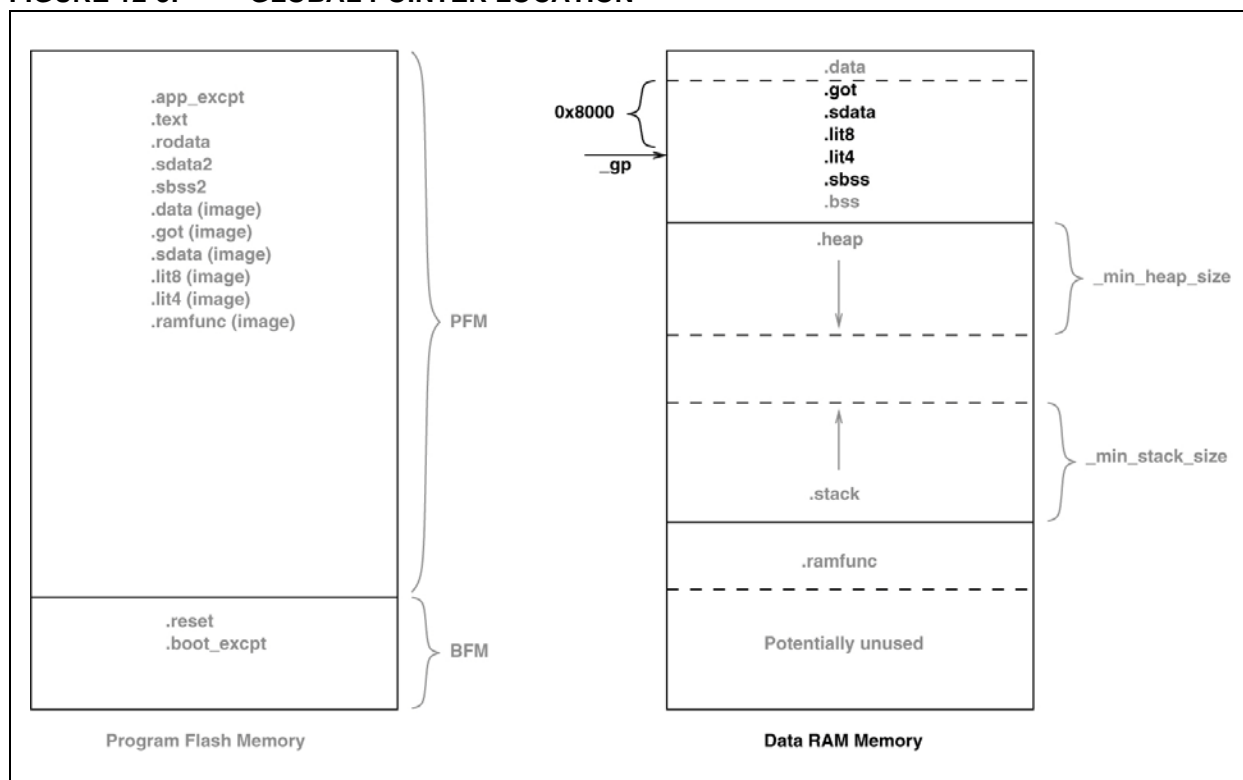 GLOBAL POINTER LOCATION
.app_excpt
.text
.rodata
.sdata2
.sbss2
.data (image)
.got (image)
.sdata (image)
.lit8 (image)
.lit4 (image)
.ramfunc (image)
PFM
.reset
.boot_excpt
BFM
Program Flash Memory
.data
0x8000
.got
.sdata
.lit8
.lit4
_gp
.sbss
.bss
.heap
_min_heap_size
_min_stack_size
.stack
.ramfunc
Potentially unused
Data RAM Memory